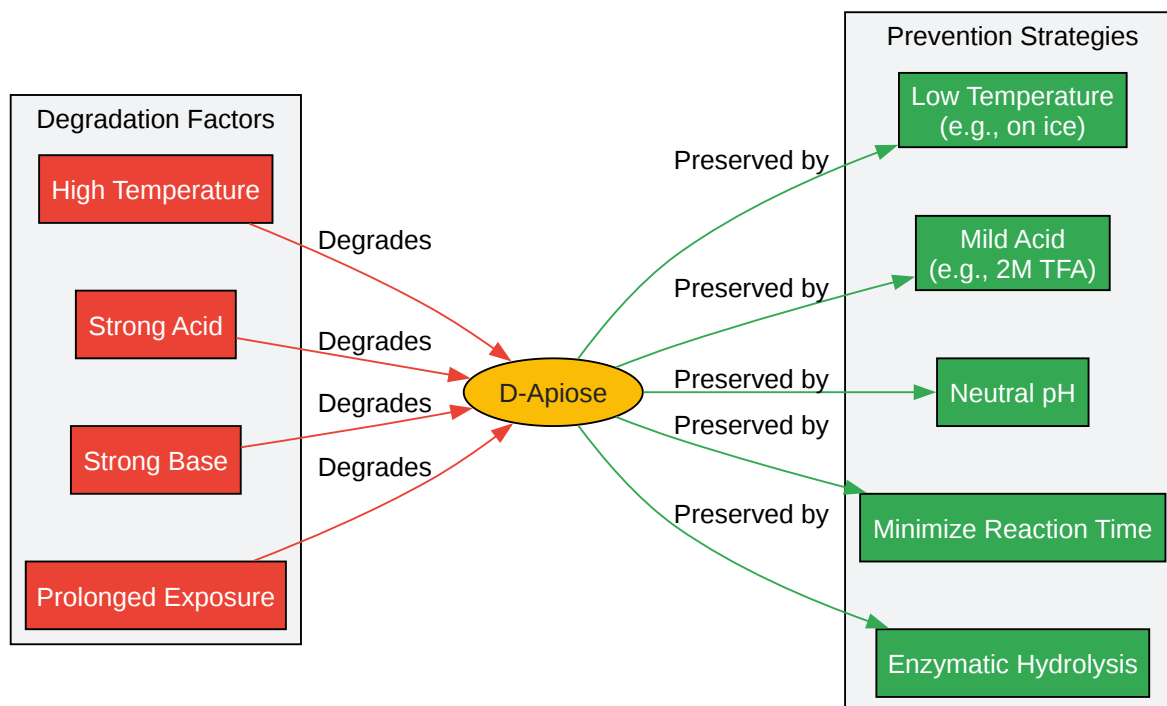 Degradation Factors
High Temperature
Strong Acid
Strong Base
Prolonged Exposure
Degrades
Degrades
Degrades
Degrades
D-Apiose
Preserved by
Preserved by
Preserved by
Preserved by
Preserved by
Prevention Strategies
Low Temperature
(e.g., on ice)
Mild Acid
(e.g., 2M TFA)
Neutral pH
Minimize Reaction Time
Enzymatic Hydrolysis